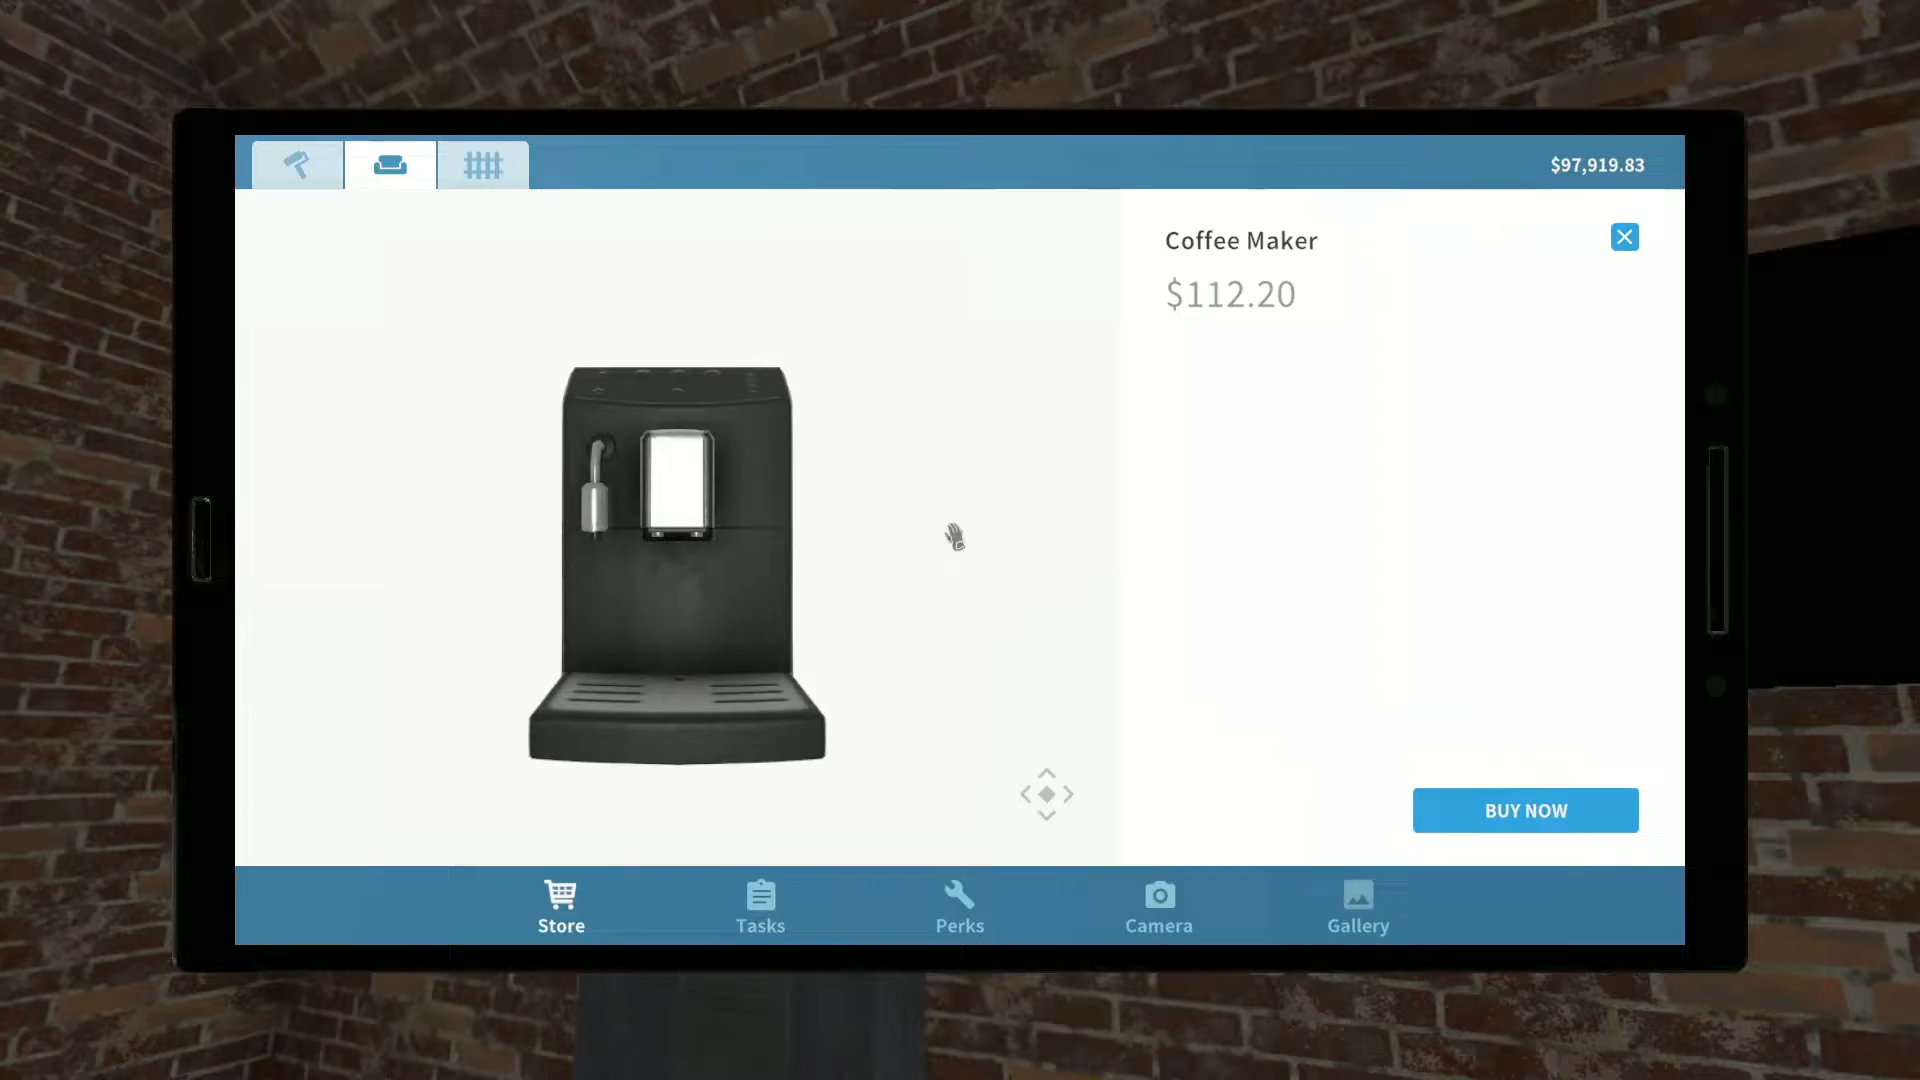 $97,919.83
Coffee Maker
$112.20
BUY NOW
Store
Tasks
Perks
Camera
Gallery